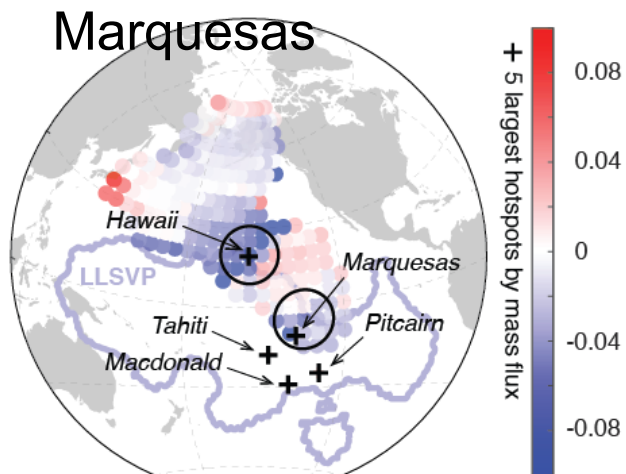 Marquesas
Hawaii
LLSVP
Marquesas
Tahiti
Pitcairn
Macdonald
+ 5 largest hotspots by mass flux
0.08
0.04
0
-0.04
-0.08